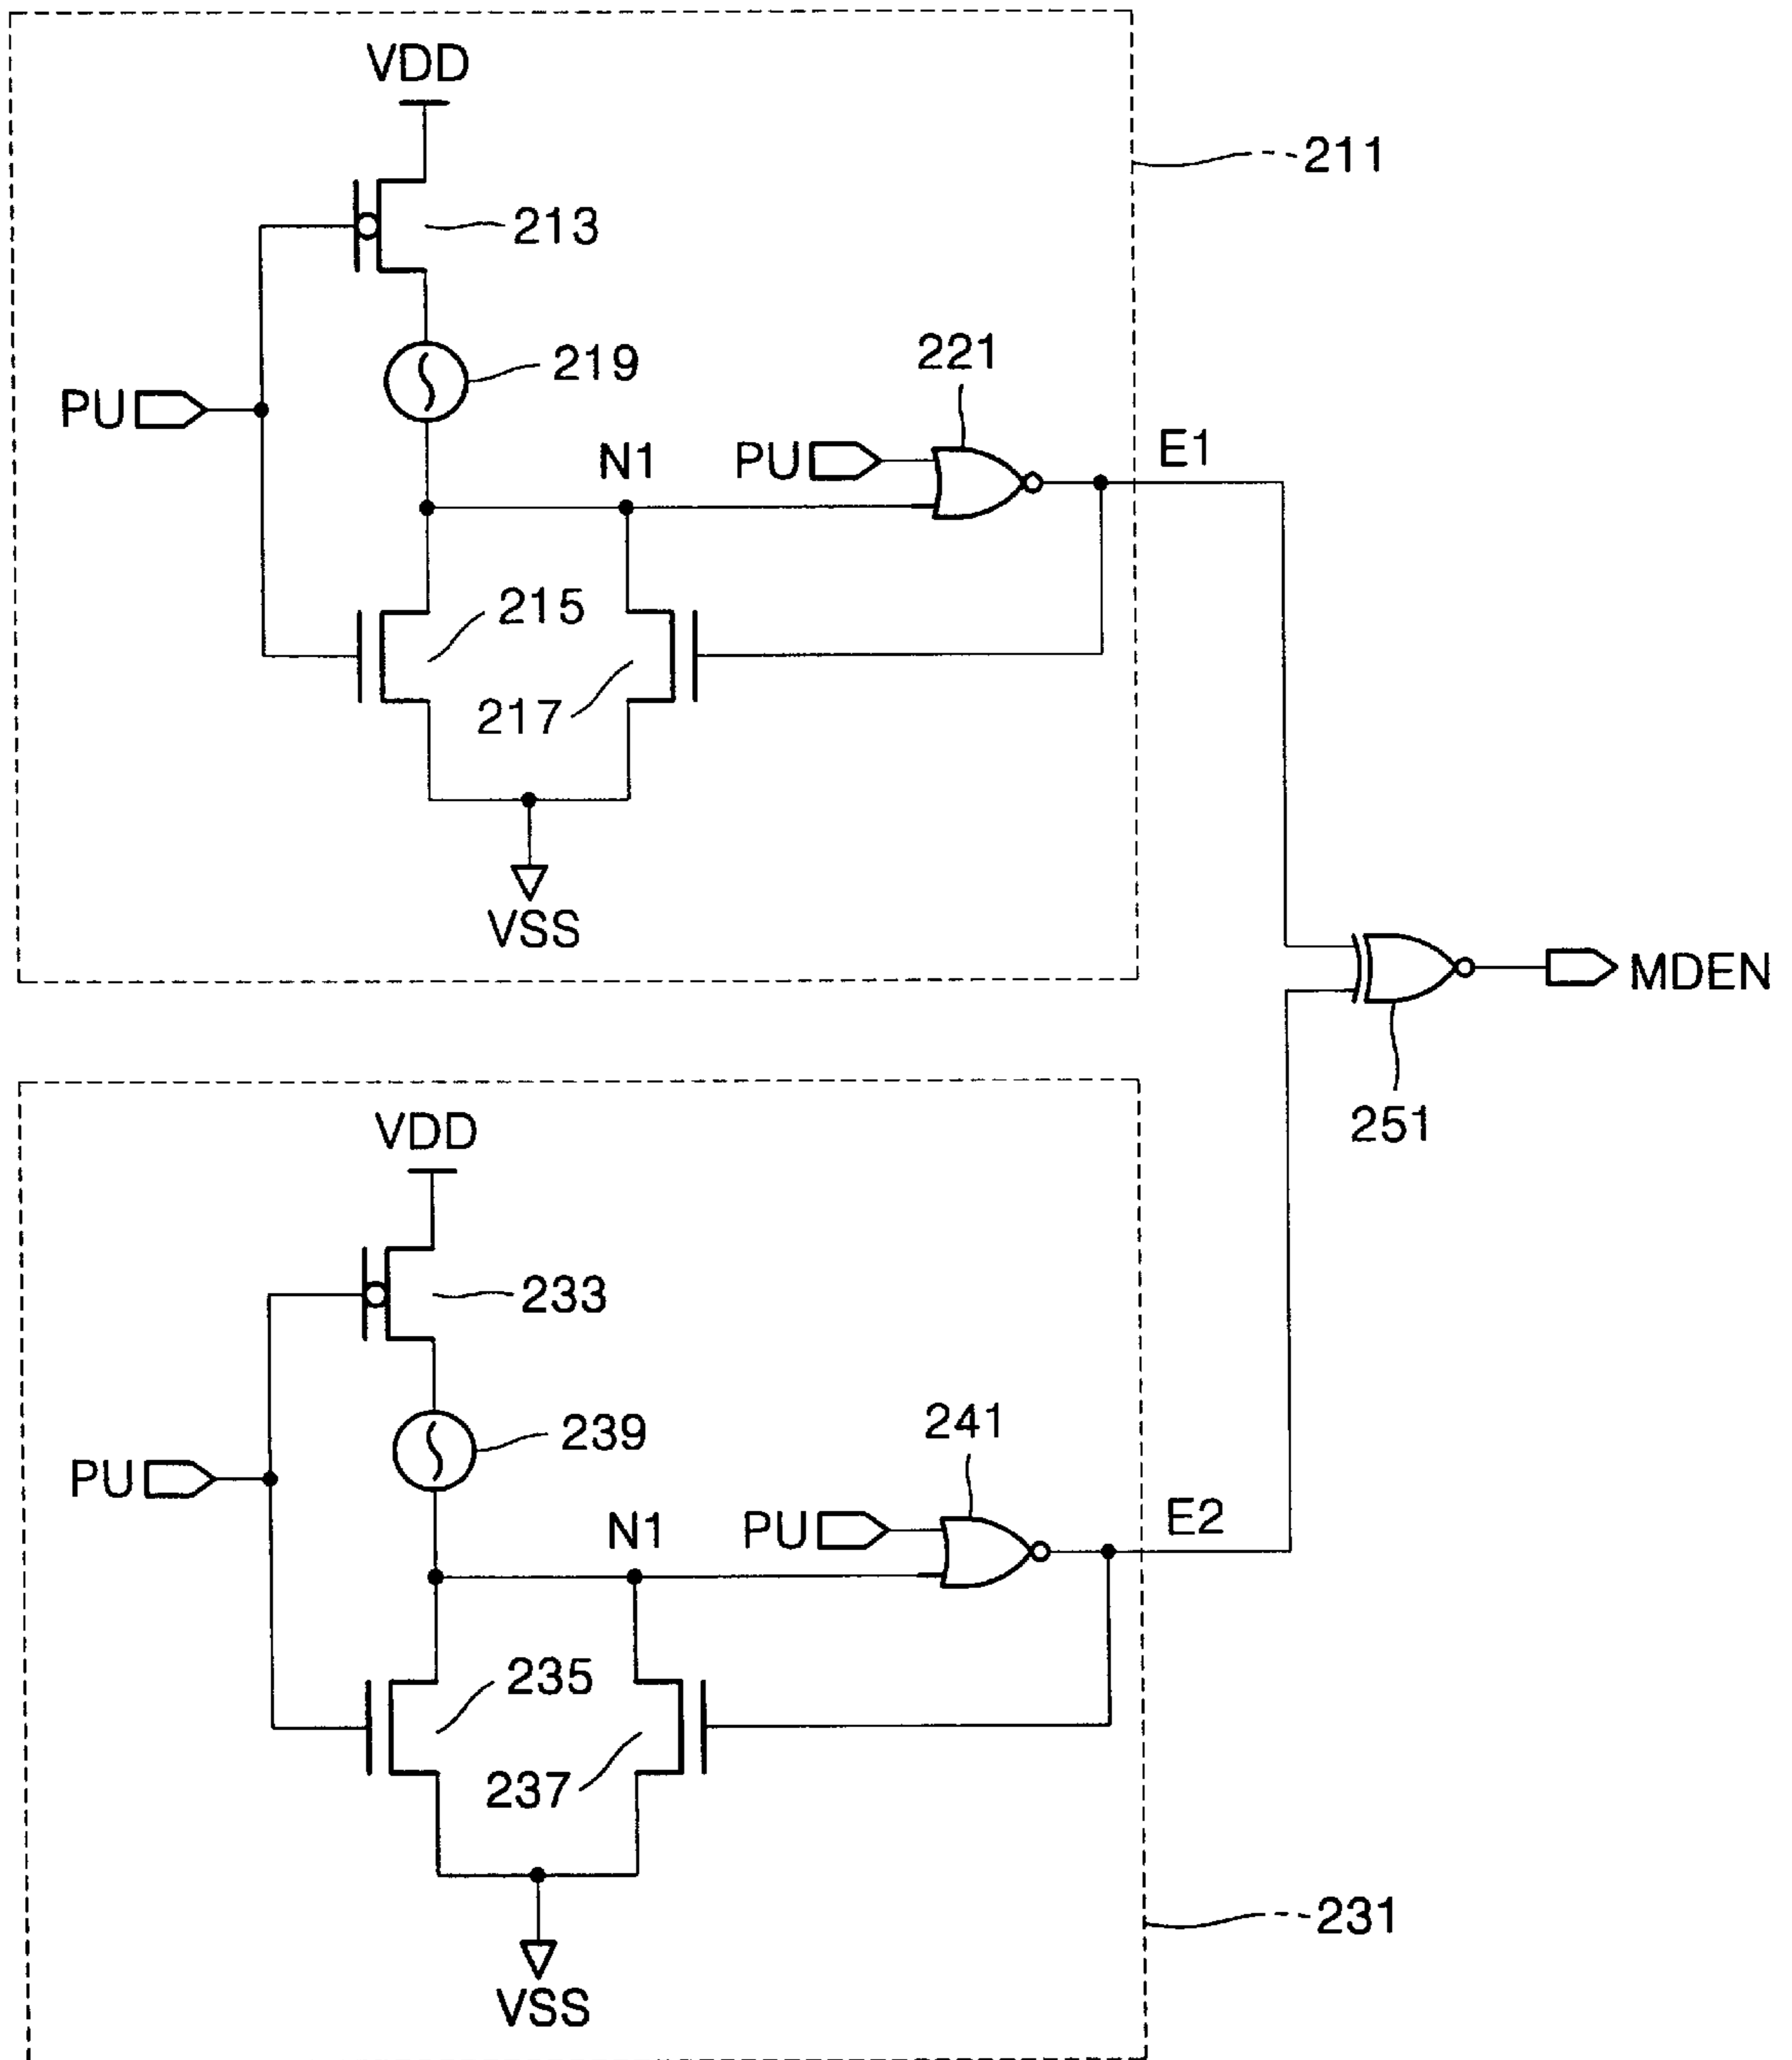 VDD
211
213
219
221
PU
N1
PU
E1
215
217
VSS
MDEN
251
VDD
233
239
241
PU
N1
PU
E2
235
237
231
VSS